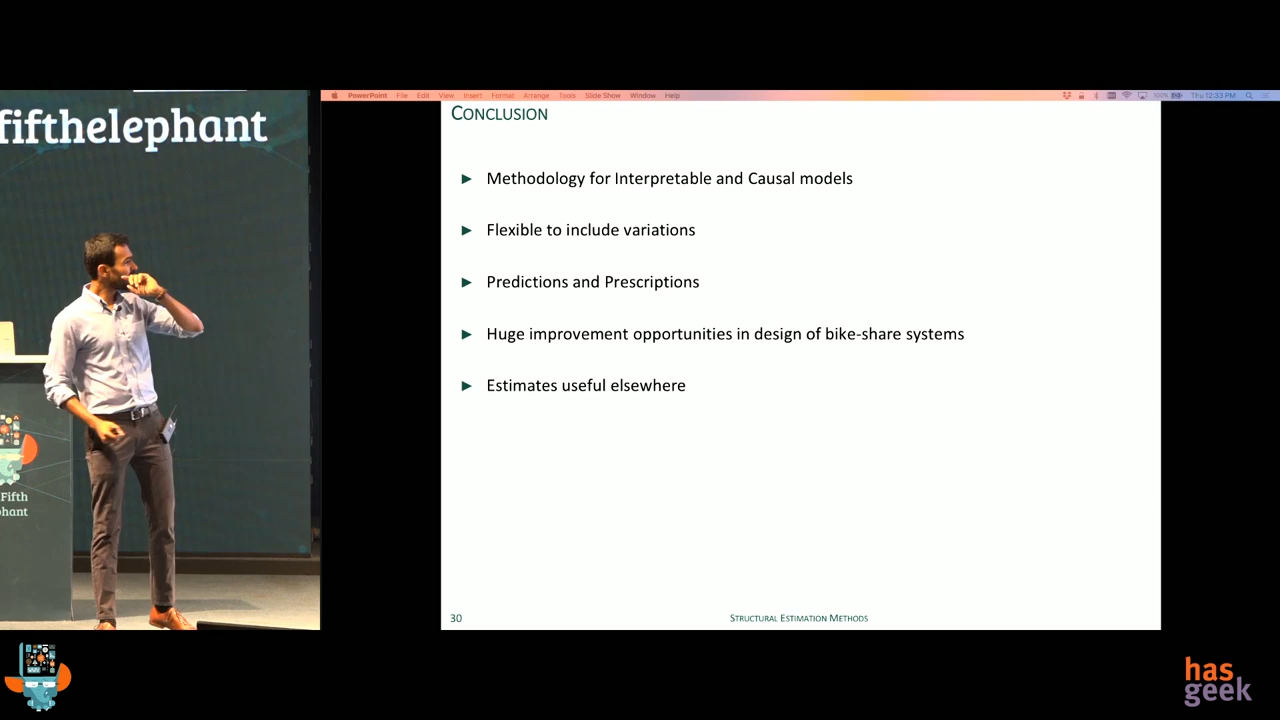 fifthelephant
PowerPoint File Edit View Insert Format Arrange Tools Slide Show Window Help
100% Thu 12:33 PM
CONCLUSION
► Methodology for Interpretable and Causal models
► Flexible to include variations
► Predictions and Prescriptions
► Huge improvement opportunities in design of bike-share systems
► Estimates useful elsewhere
30
STRUCTURAL ESTIMATION METHODS
Fifth
phant
has
geek